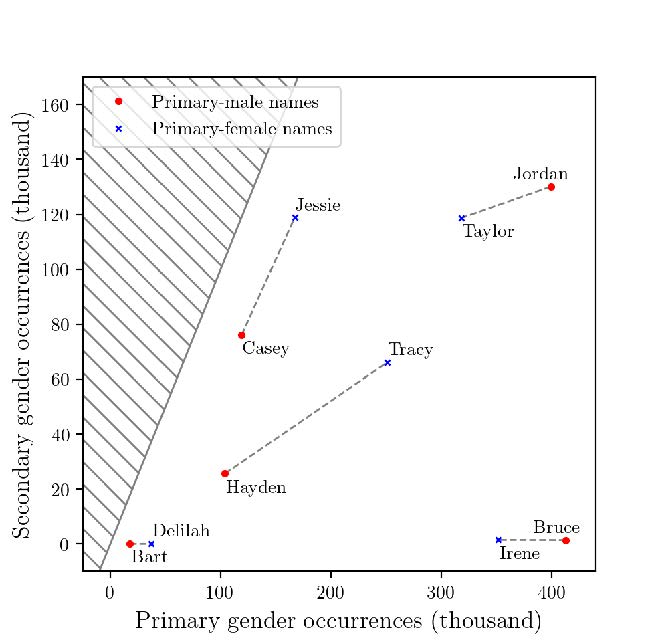 Primary-male names
Primary-female names
Jordan
Jessie
Taylor
Casey
Tracy
Hayden
Delilah
Bart
Bruce
Irene
160
140
120
100
80
60
40
20
0
0 100 200 300 400
Secondary gender occurrences (thousand)
Primary gender occurrences (thousand)